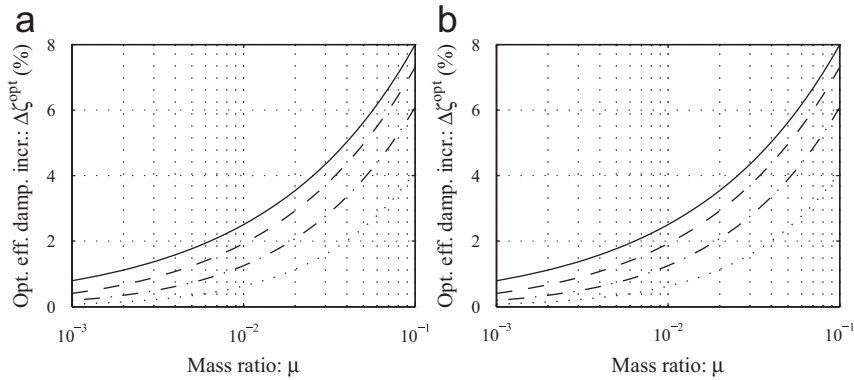 a
Opt. eff. damp. incr.: Δζ^opt (%)
8
6
4
2
0
10^−3
10^−2
10^−1
Mass ratio: μ
b
Opt. eff. damp. incr.: Δζ^opt (%)
8
6
4
2
0
10^−3
10^−2
10^−1
Mass ratio: μ